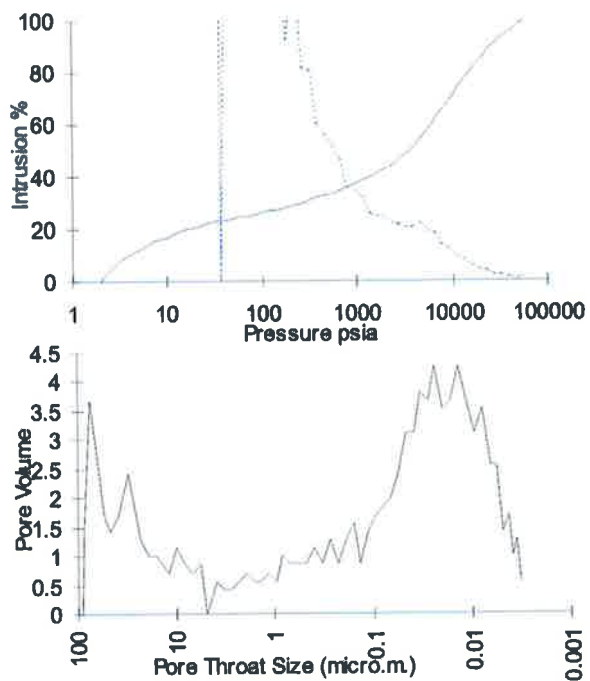 100
80
60
40
20
0
Intrusion %
1 10 100 1000 10000 100000
Pressure psia
4.5
4
3.5
3
2.5
2
1.5
1
0.5
0
Pore Volume
100 10 1 0.1 0.01 0.001
Pore Throat Size (micro.m.)